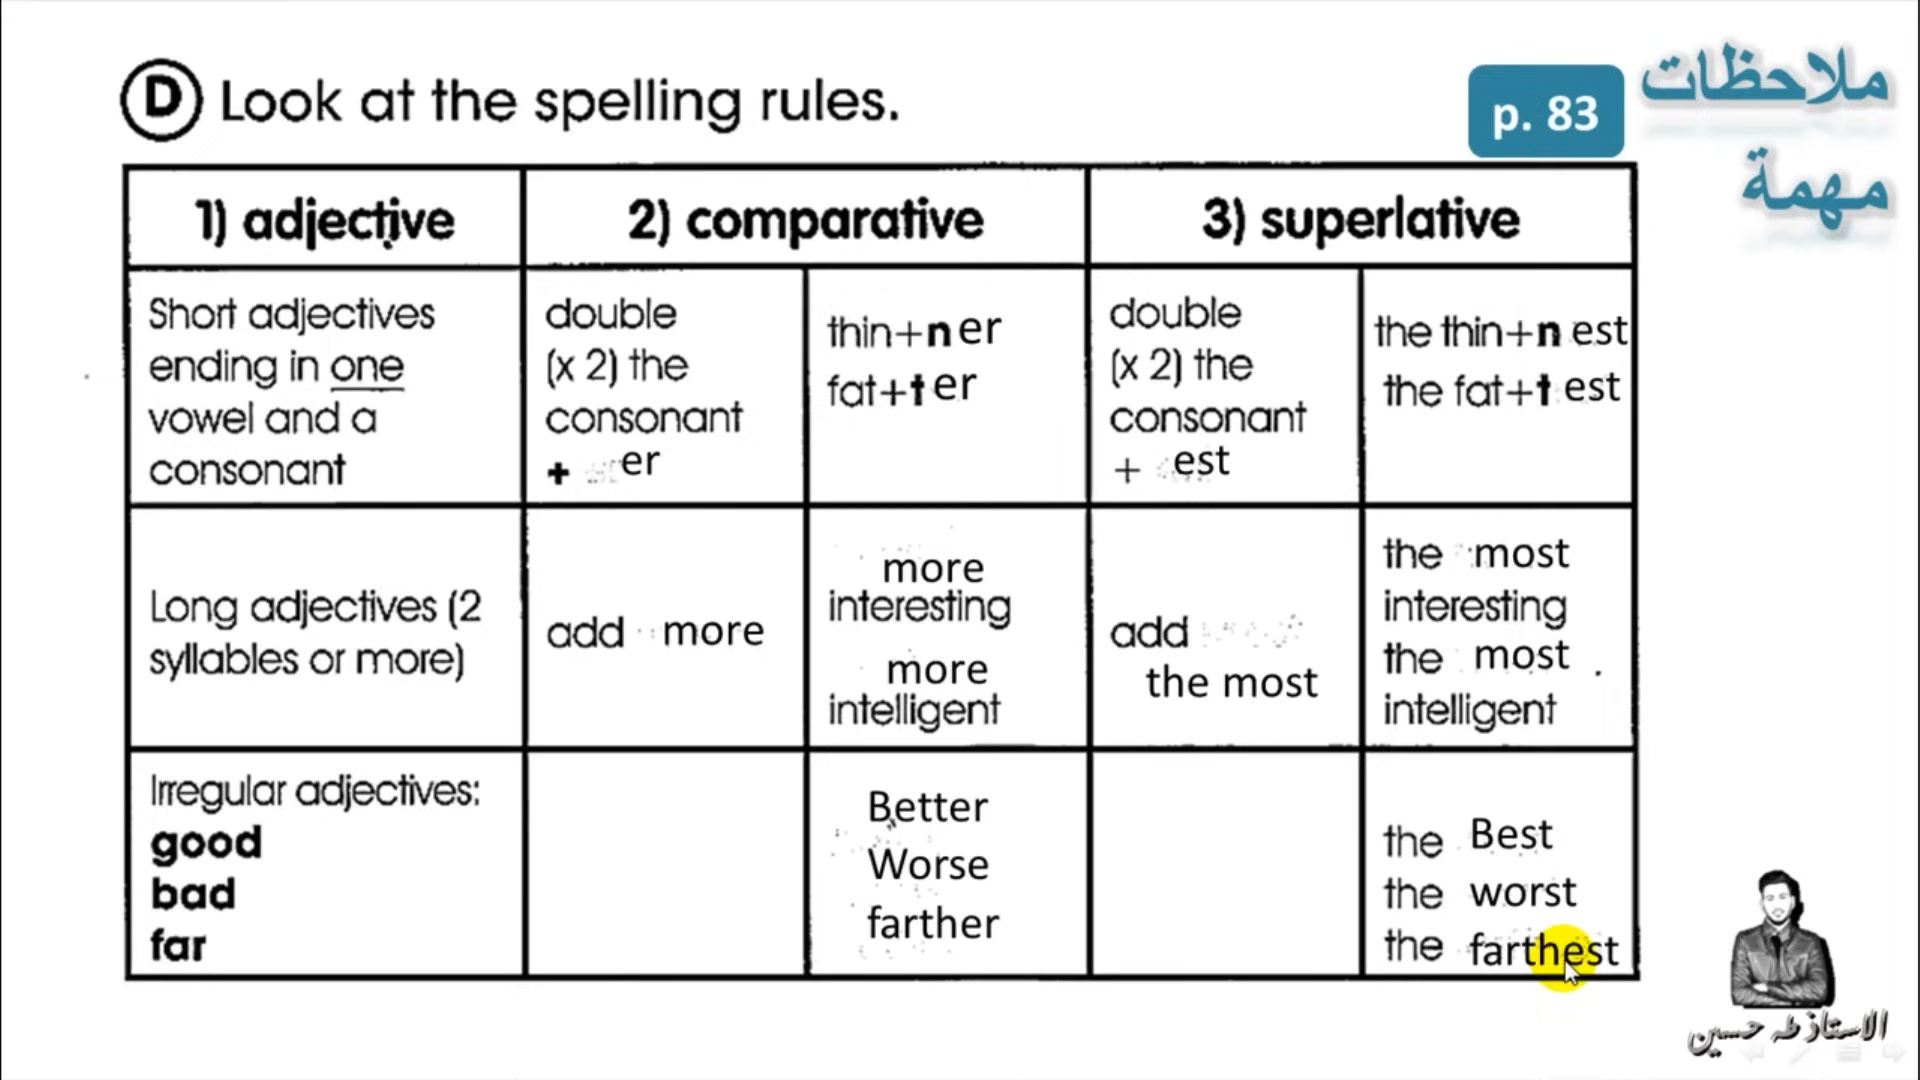 D Look at the spelling rules.
p. 83
ملاحظات
مهمة
1) adjective
2) comparative
3) superlative
Short adjectives
ending in one
vowel and a
consonant
double
(x 2) the
consonant
+ er
thin+ner
fat+ter
double
(x 2) the
consonant
+ est
the thin+nest
the fat+test
Long adjectives (2
syllables or more)
add more
more
interesting
more
intelligent
add
the most
the most
interesting
the most
intelligent
Irregular adjectives:
good
bad
far
Better
Worse
farther
the Best
the worst
the farthest
الاستاذ طه حسين